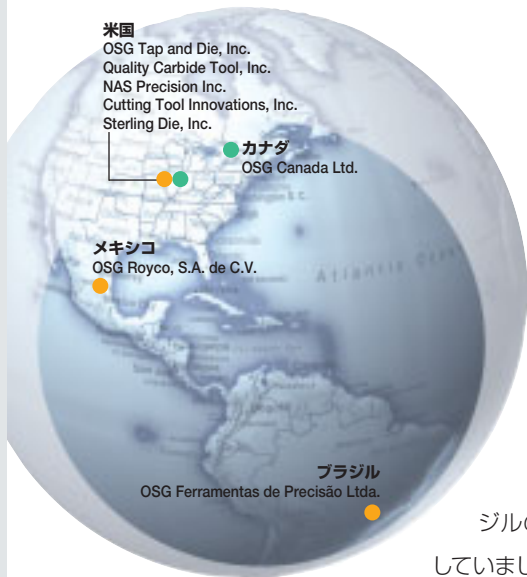 米国
OSG Tap and Die, Inc.
Quality Carbide Tool, Inc.
NAS Precision Inc.
Cutting Tool Innovations, Inc.
Sterling Die, Inc.
カナダ
OSG Canada Ltd.
メキシコ
OSG Royco, S.A. de C.V.
Atlantic
ブラジル
OSG Ferramentas de Precisão Ltda.
ジルの
していまし